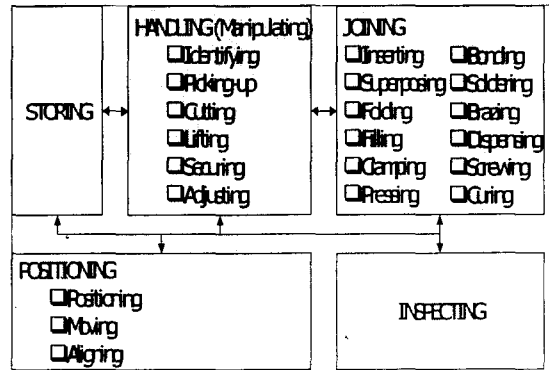 STORING
HANDLING (Manipulating)
❑Identifying
❑Picking-up
❑Cutting
❑Lifting
❑Securing
❑Adjusting
JOINING
❑Inserting ❑Bonding
❑Superposing ❑Soldering
❑Folding ❑Brazing
❑Filling ❑Dispensing
❑Clamping ❑Screwing
❑Pressing ❑Curing
POSITIONING
❑Positioning
❑Moving
❑Aligning
INSPECTING